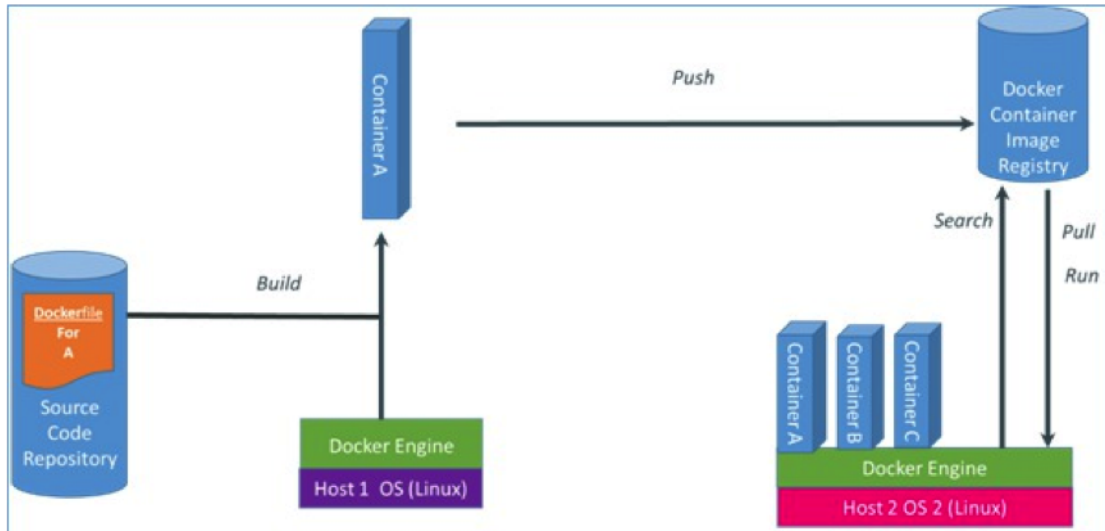 Container A
Push
Docker
Container
Image
Registry
Search
Pull
Run
Build
Dockerfile
For
A
Source
Code
Repository
Docker Engine
Host 1 OS (Linux)
Container A
Container B
Container C
Docker Engine
Host 2 OS 2 (Linux)